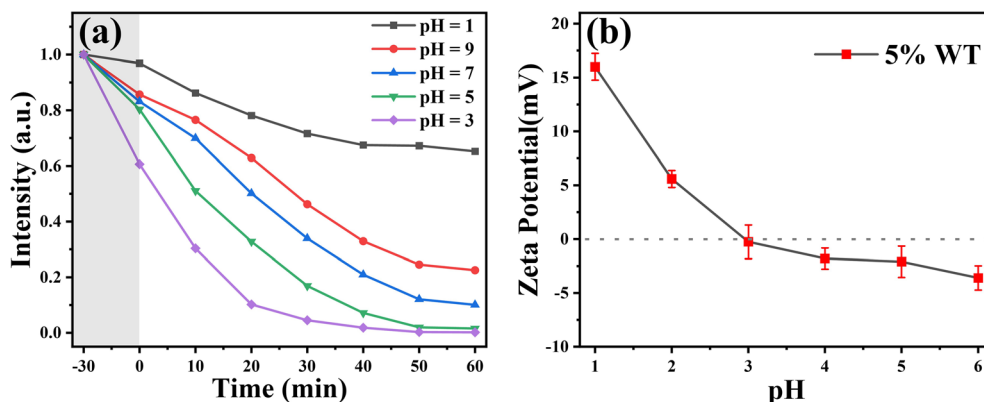 (a)
pH = 1
pH = 9
pH = 7
pH = 5
pH = 3
1.0
0.8
0.6
0.4
0.2
0.0
Intensity (a.u.)
-30 0 10 20 30 40 50 60
Time (min)
(b)
5% WT
20
15
10
5
0
-5
-10
Zeta Potential(mV)
1 2 3 4 5 6
pH